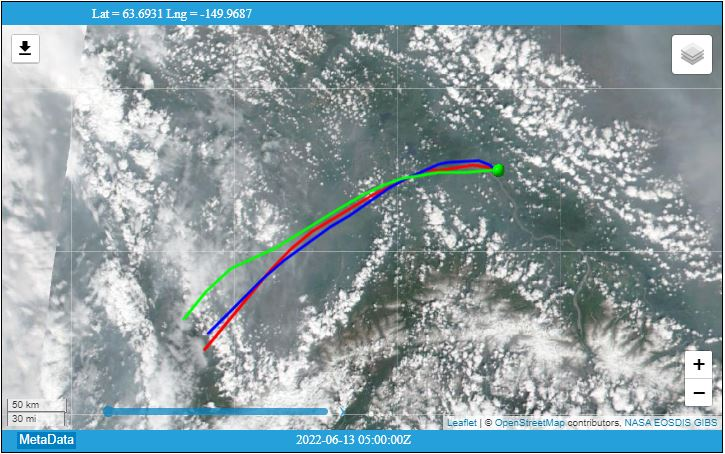 Lat = 63.6931 Lng = -149.9687
+
−
50 km
30 mi
Leaflet | © OpenStreetMap contributors, NASA EOSDIS GIBS
MetaData 2022-06-13 05:00:00Z